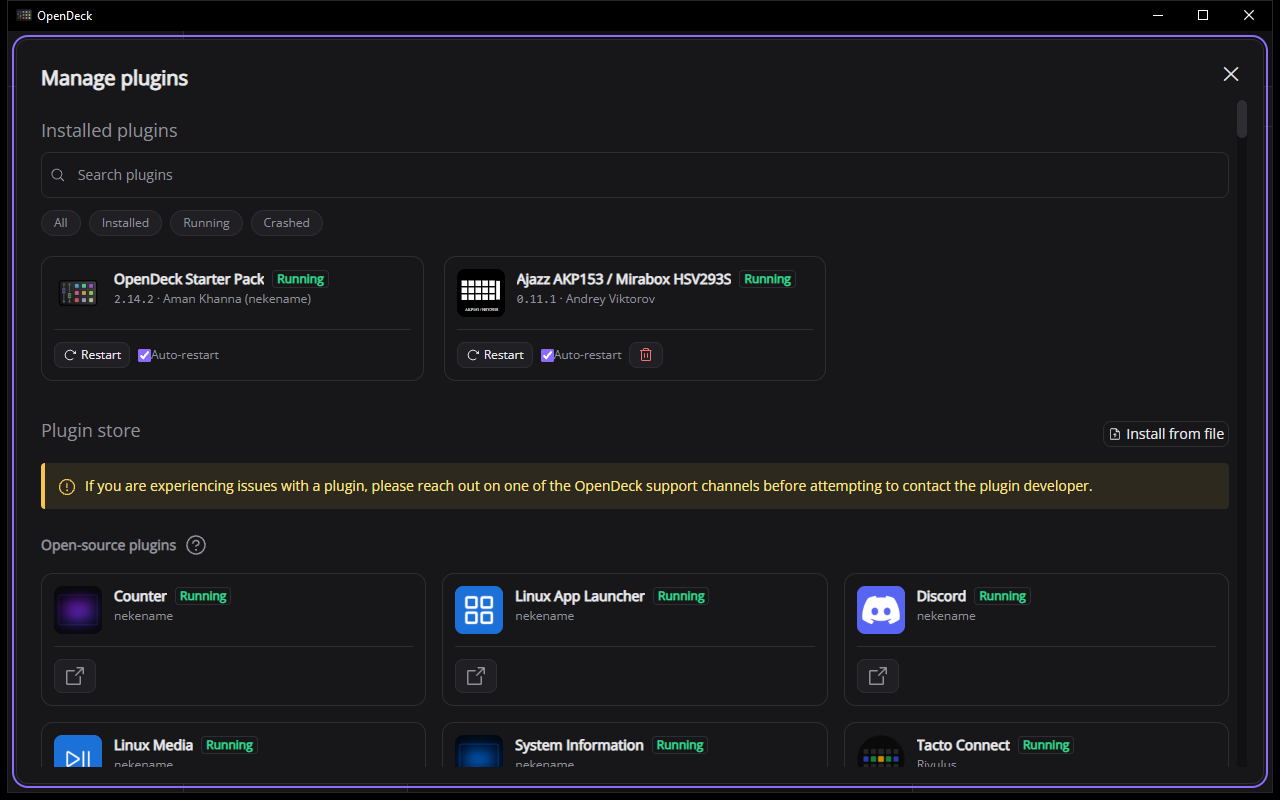 OpenDeck
Manage plugins
Installed plugins
Search plugins
All Installed Running Crashed
OpenDeck Starter Pack Running
2.14.2 · Aman Khanna (nekename)
Restart Auto-restart
Ajazz AKP153 / Mirabox HSV293S Running
0.11.1 · Andrey Viktorov
Restart Auto-restart
Plugin store
Install from file
If you are experiencing issues with a plugin, please reach out on one of the OpenDeck support channels before attempting to contact the plugin developer.
Open-source plugins
Counter Running
nekename
Linux App Launcher Running
nekename
Discord Running
nekename
Linux Media Running
nekename
System Information Running
nekename
Tacto Connect Running
Rivulus